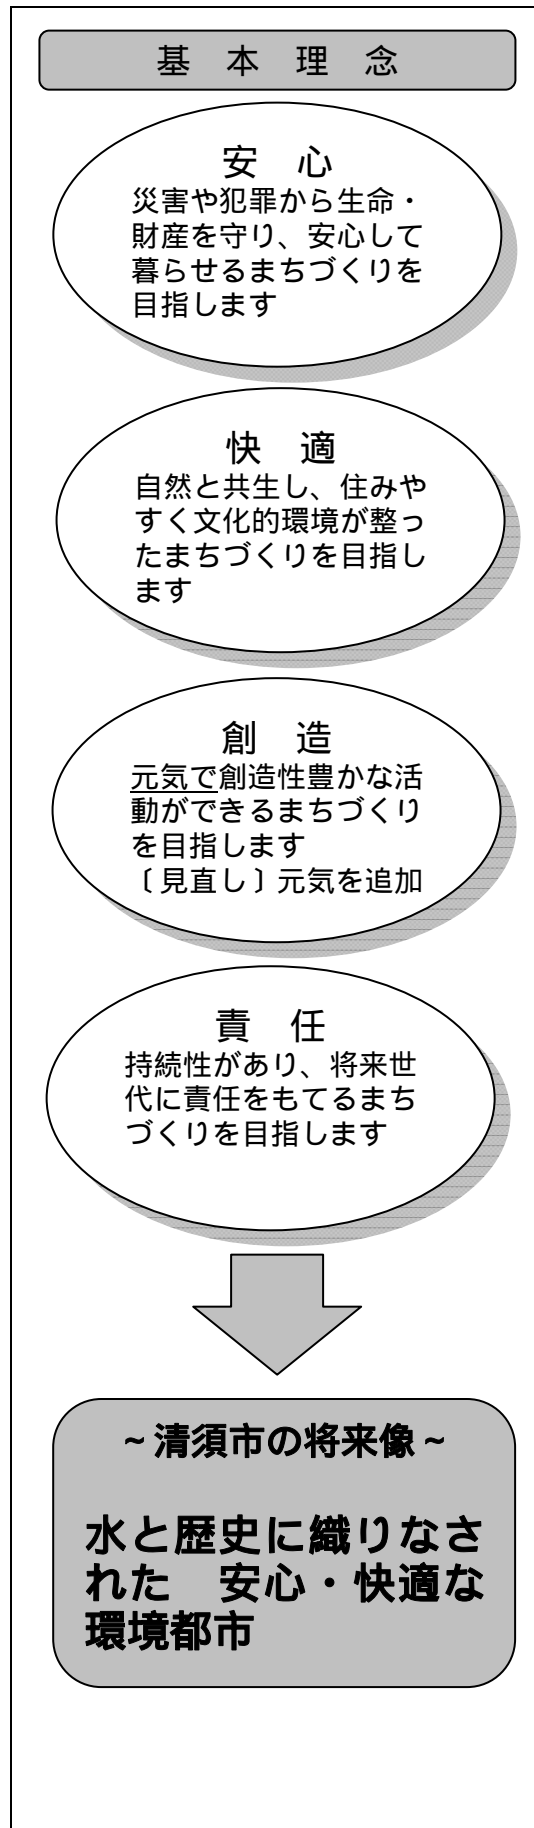 基 本 理 念
安 心
災害や犯罪から生命・
財産を守り、安心して
暮らせるまちづくりを
目指します
快 適
自然と共生し、住みや
すく文化的環境が整っ
たまちづくりを目指し
ます
創 造
元気で創造性豊かな活
動ができるまちづくり
を目指します
〔見直し〕元気を追加
責 任
持続性があり、将来世
代に責任をもてるまち
づくりを目指します
~清須市の将来像~
水と歴史に織りなさ
れた 安心・快適な
環境都市